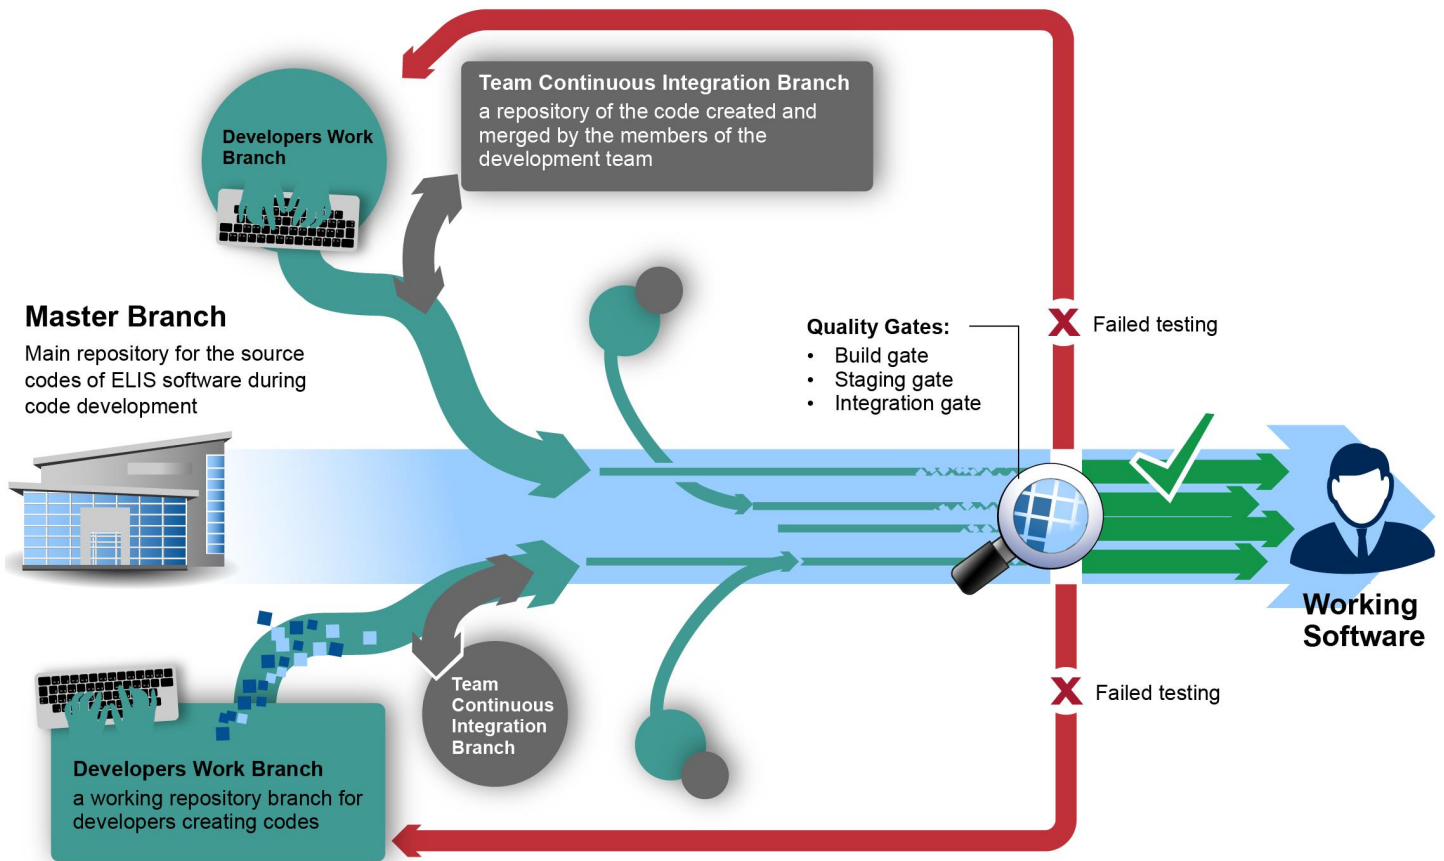 Team Continuous Integration Branch
a repository of the code created and
merged by the members of the
development team
Developers Work
Branch
Master Branch
Main repository for the source
codes of ELIS software during
code development
Quality Gates:
• Build gate
• Staging gate
• Integration gate
X Failed testing
Working
Software
X Failed testing
Team
Continuous
Integration
Branch
Developers Work Branch
a working repository branch for
developers creating codes